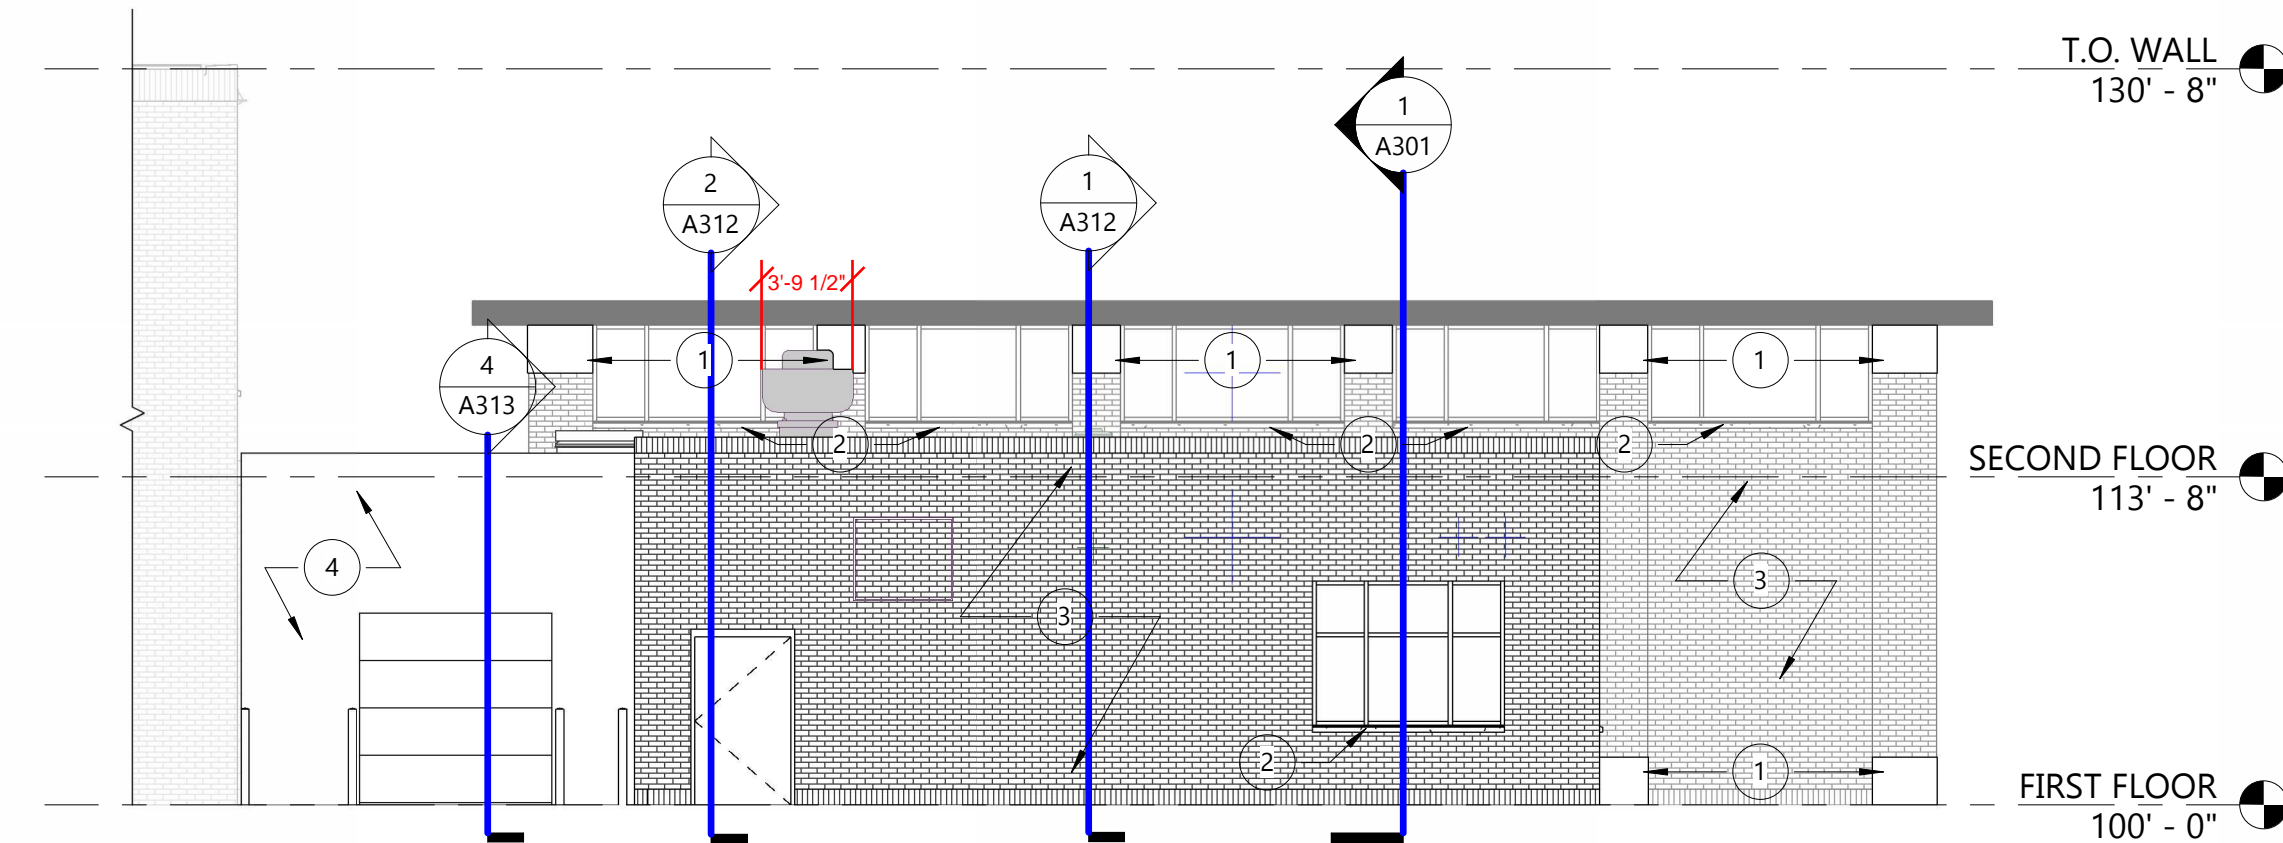 T.O. WALL
130' - 8"
1
A301
2
A312
1
A312
3'-9 1/2"
4
A313
1
1
1
2
2
2
SECOND FLOOR
113' - 8"
4
3
3
2
1
FIRST FLOOR
100' - 0"